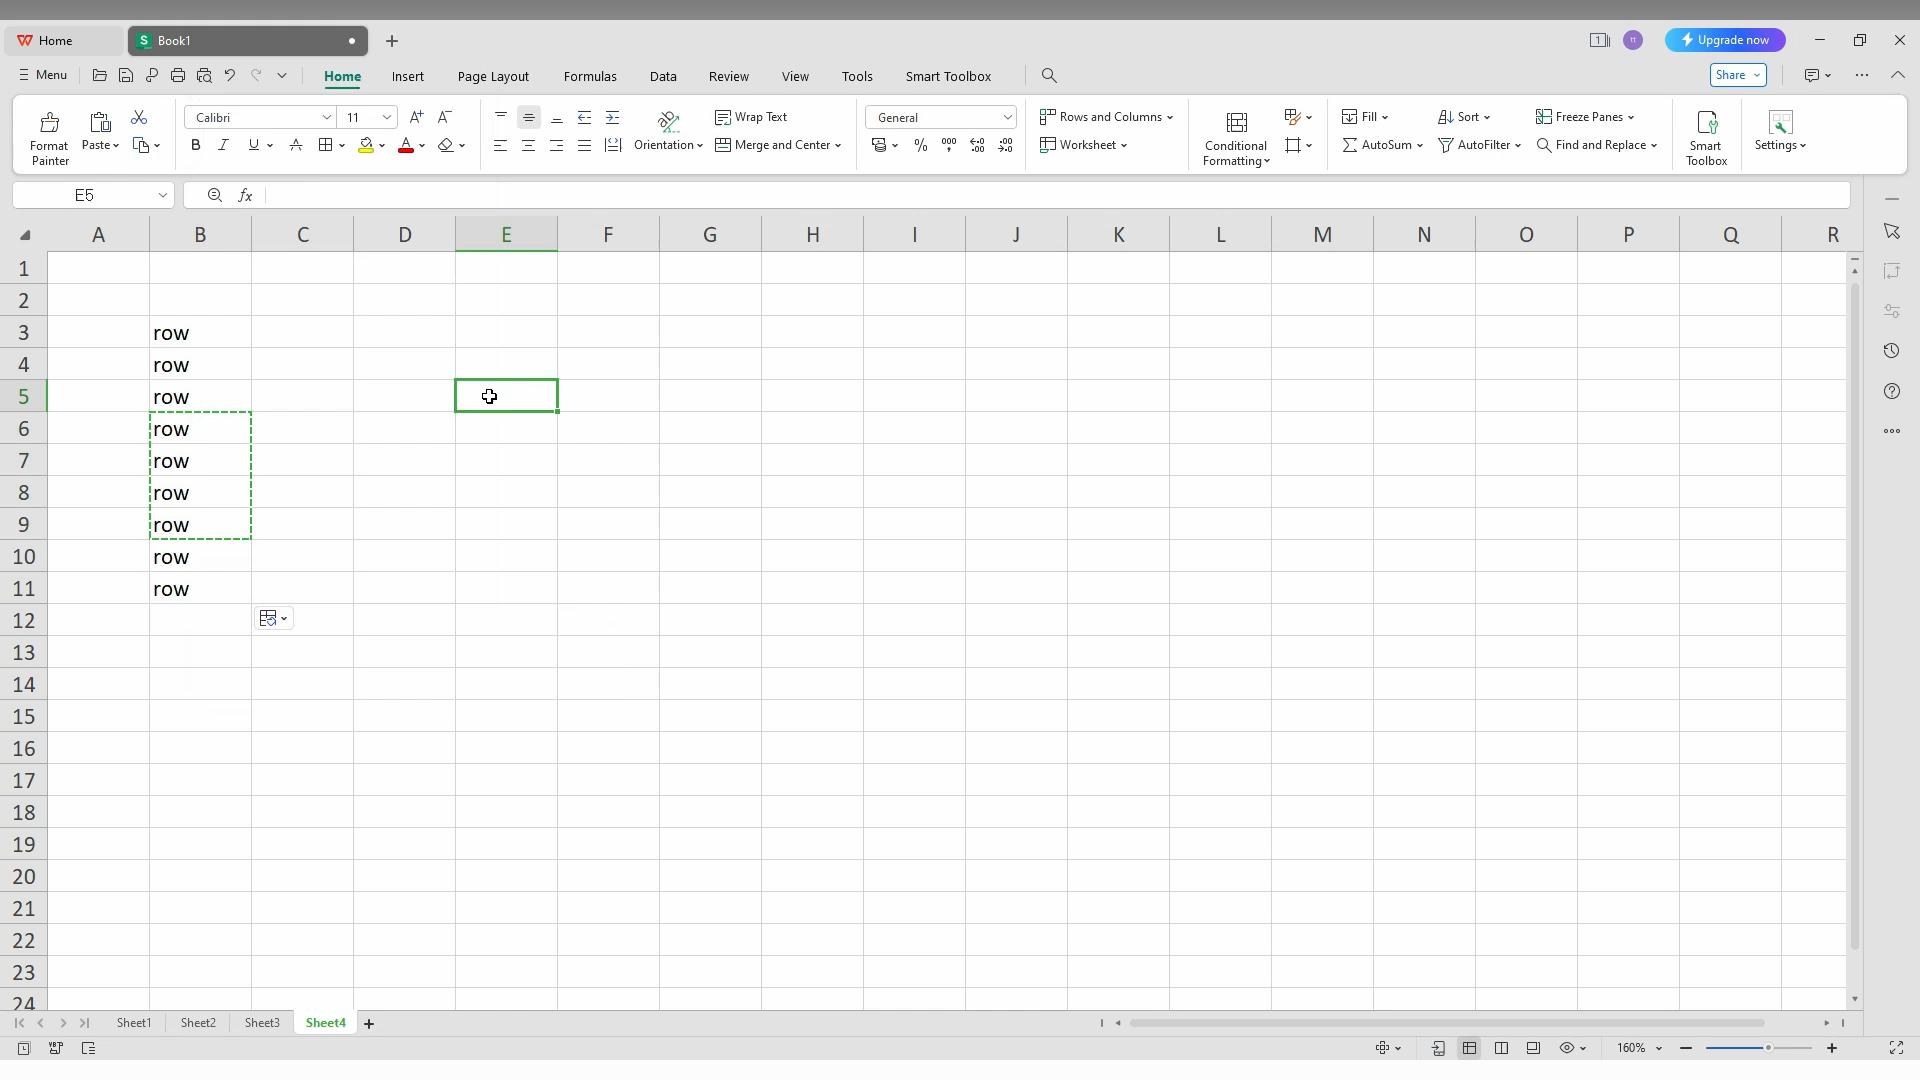 Home
S Book1
Upgrade now
Menu
Home Insert Page Layout Formulas Data Review View Tools Smart Toolbox
Share
Format Painter
Paste
Calibri 11
B I U A
Orientation
Wrap Text
Merge and Center
General
%
Rows and Columns
Worksheet
Conditional Formatting
Fill
AutoSum
Sort
AutoFilter
Freeze Panes
Find and Replace
Smart Toolbox
Settings
E5
fx
A B C D E F G H I J K L M N O P Q R
1
2
3 row
4 row
5 row
6 row
7 row
8 row
9 row
10 row
11 row
12
13
14
15
16
17
18
19
20
21
22
23
24
Sheet1 Sheet2 Sheet3 Sheet4
160%